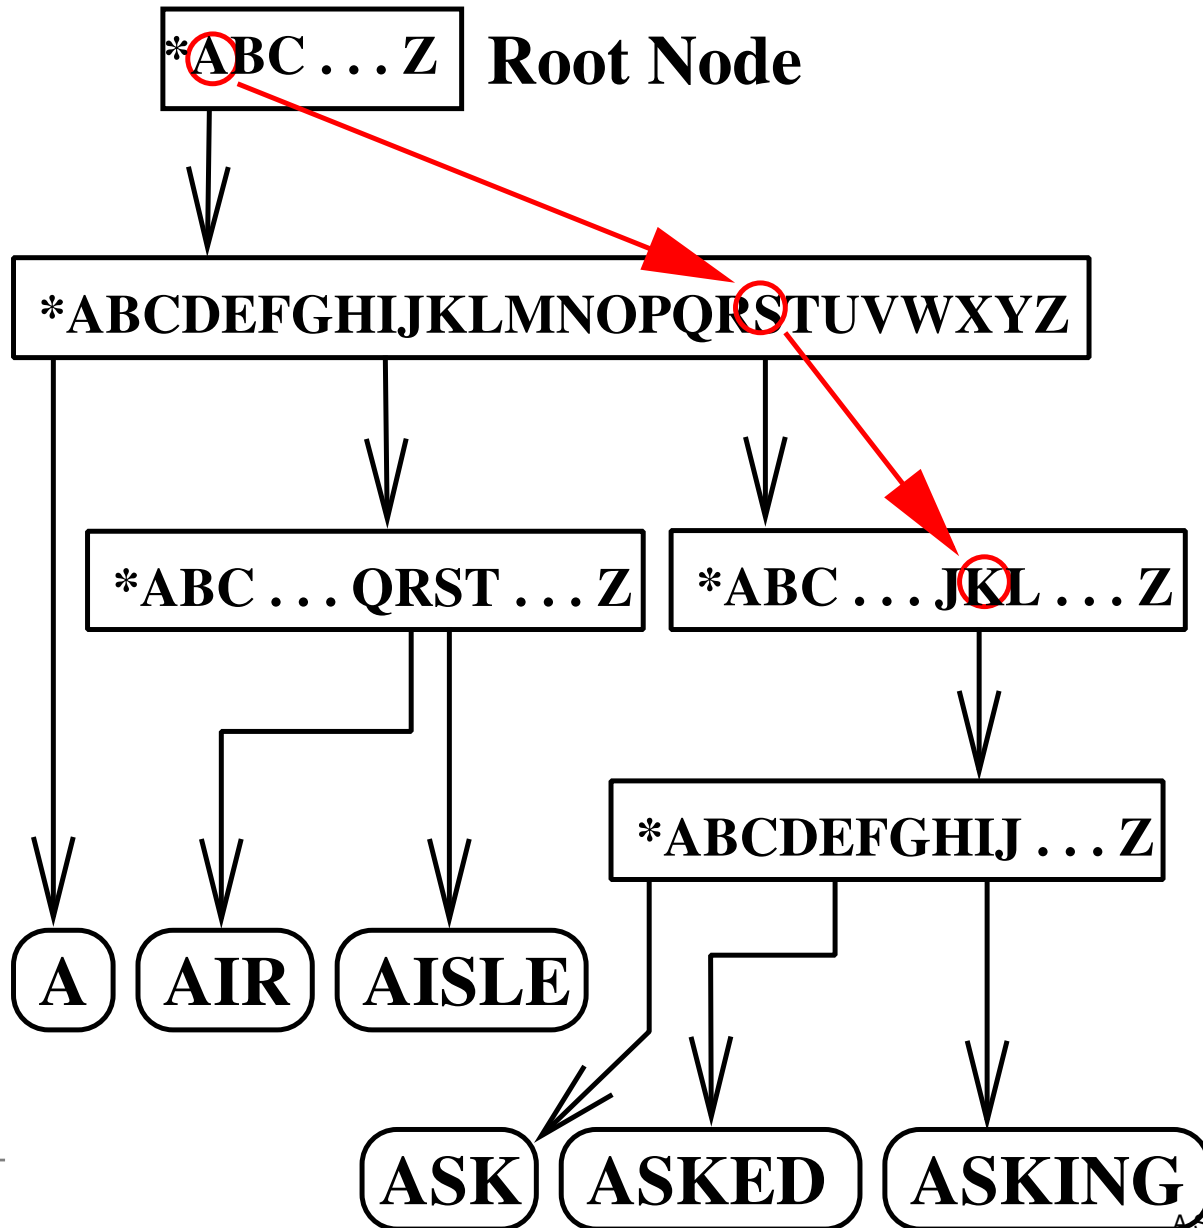 *ABC . . . Z Root Node
*ABCDEFGHIJKLMNOPQRSTUVWXYZ
*ABC . . . QRST . . . Z
*ABC . . . JKL . . . Z
*ABCDEFGHIJ . . . Z
A
AIR
AISLE
ASK
ASKED
ASKING